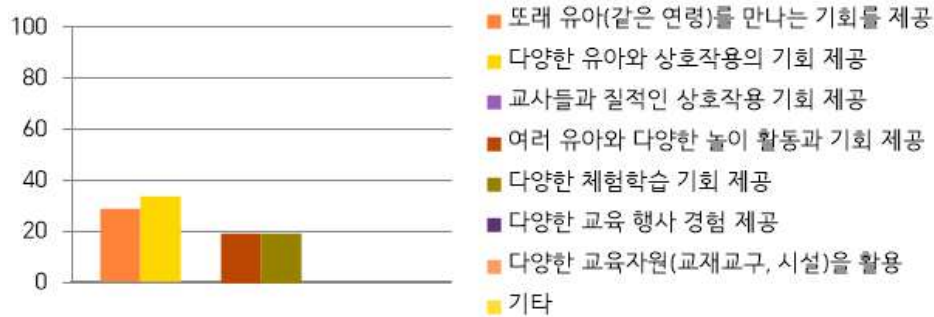 100
80
60
40
20
0
또래 유아(같은 연령)를 만나는 기회를 제공
다양한 유아와 상호작용의 기회 제공
교사들과 질적인 상호작용 기회 제공
여러 유아와 다양한 놀이 활동과 기회 제공
다양한 체험학습 기회 제공
다양한 교육 행사 경험 제공
다양한 교육자원(교재교구, 시설)을 활용
기타